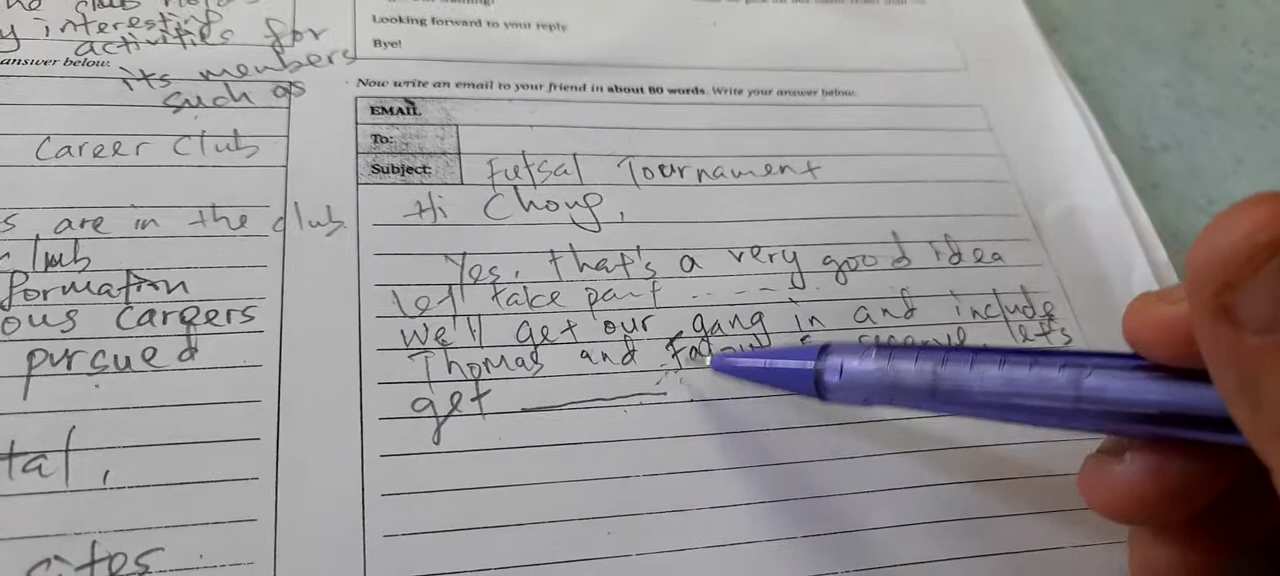 y interesting
activities for
answer below:
its members
such as
Career Club
s are in the club.
formation
ous careers
pursued
tal,
Looking forward to your reply
Bye!
Now write an email to your friend in about 80 words. Write your answer below.
EMAIL
To:
Subject: Futsal Tournament
Hi Chong,
Yes, that's a very good idea
let take part ......
We'll get our gang in and include
Thomas and let's
get